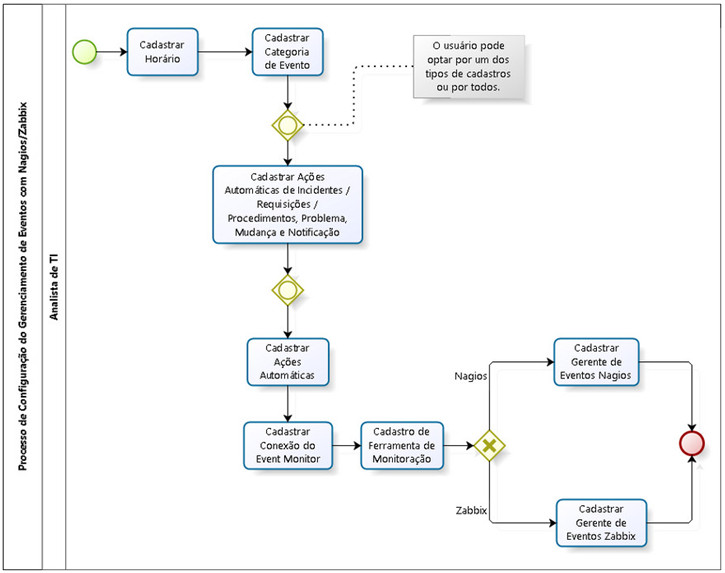 Processo de Configuração do Gerenciamento de Eventos com Nagios/Zabbix
Analista de TI
Cadastrar
Horário
Cadastrar
Categoria
de Evento
O usuário pode
optar por um dos
tipos de cadastros
ou por todos.
Cadastrar Ações
Automáticas de Incidentes /
Requisições /
Procedimentos, Problema,
Mudança e Notificação
Cadastrar
Ações
Automáticas
Cadastrar
Conexão do
Event Monitor
Cadastro de
Ferramenta de
Monitoração
Nagios
Cadastrar
Gerente de
Eventos Nagios
Zabbix
Cadastrar
Gerente de
Eventos Zabbix